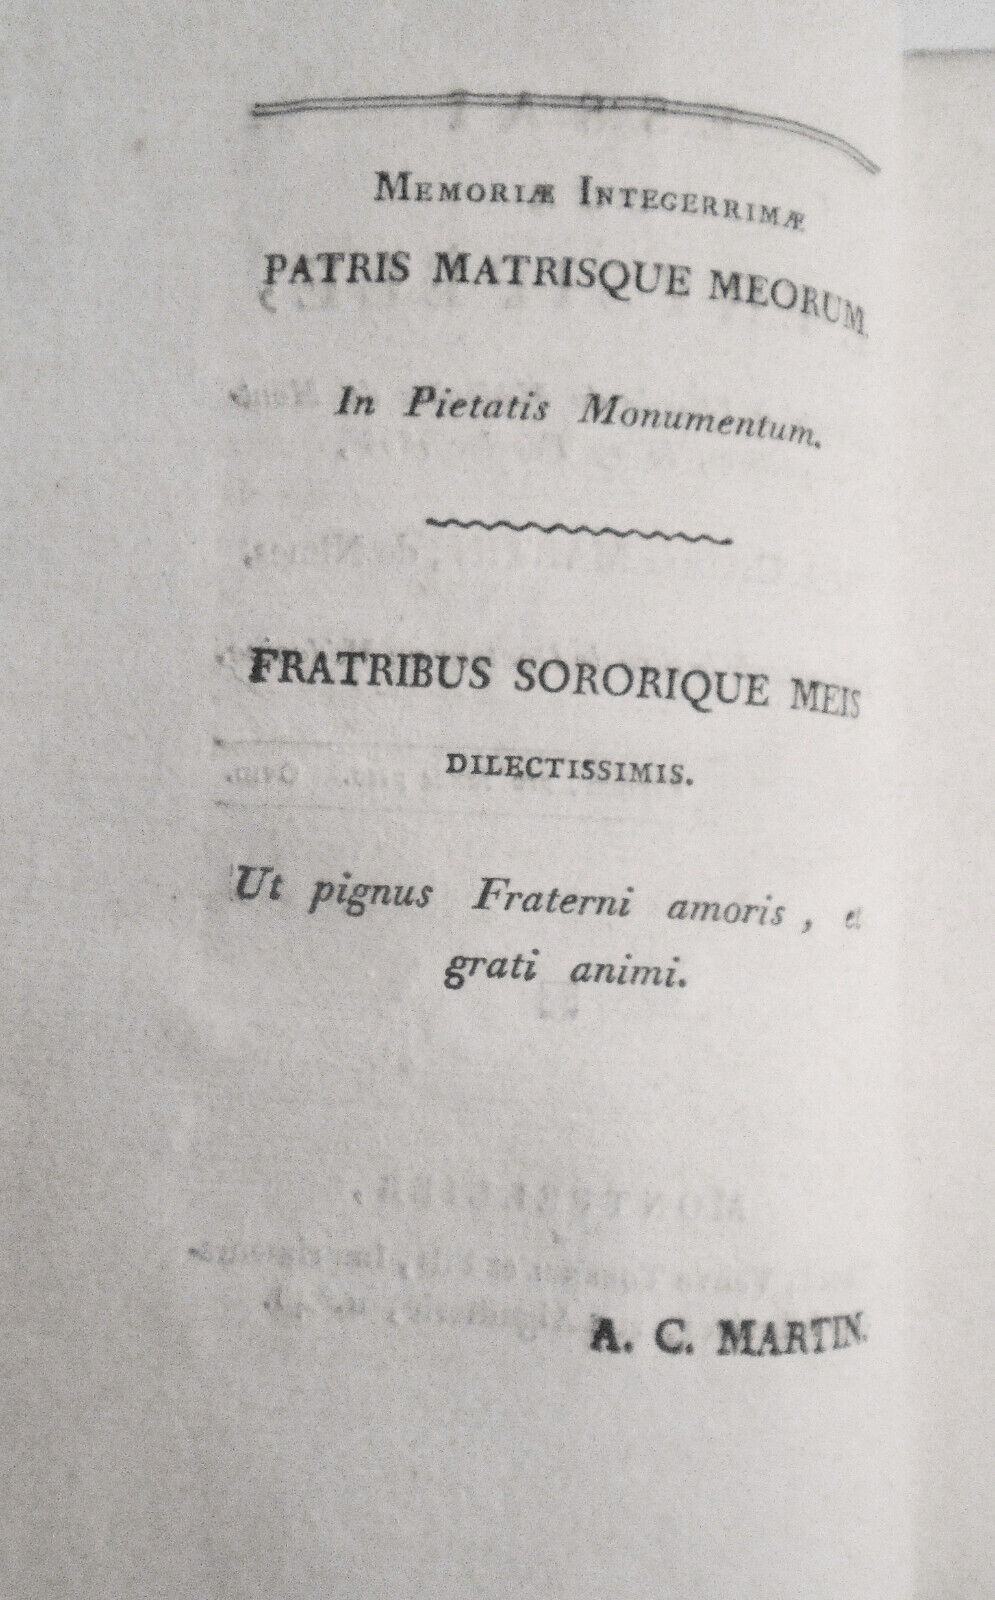 MEMORIÆ INTEGERRIMÆ
PATRIS MATRISQUE MEORUM
In Pietatis Monumentum.
FRATRIBUS SORORIQUE MEIS
DILECTISSIMIS.
Ut pignus Fraterni amoris, et
grati animi.
A. C. MARTIN.